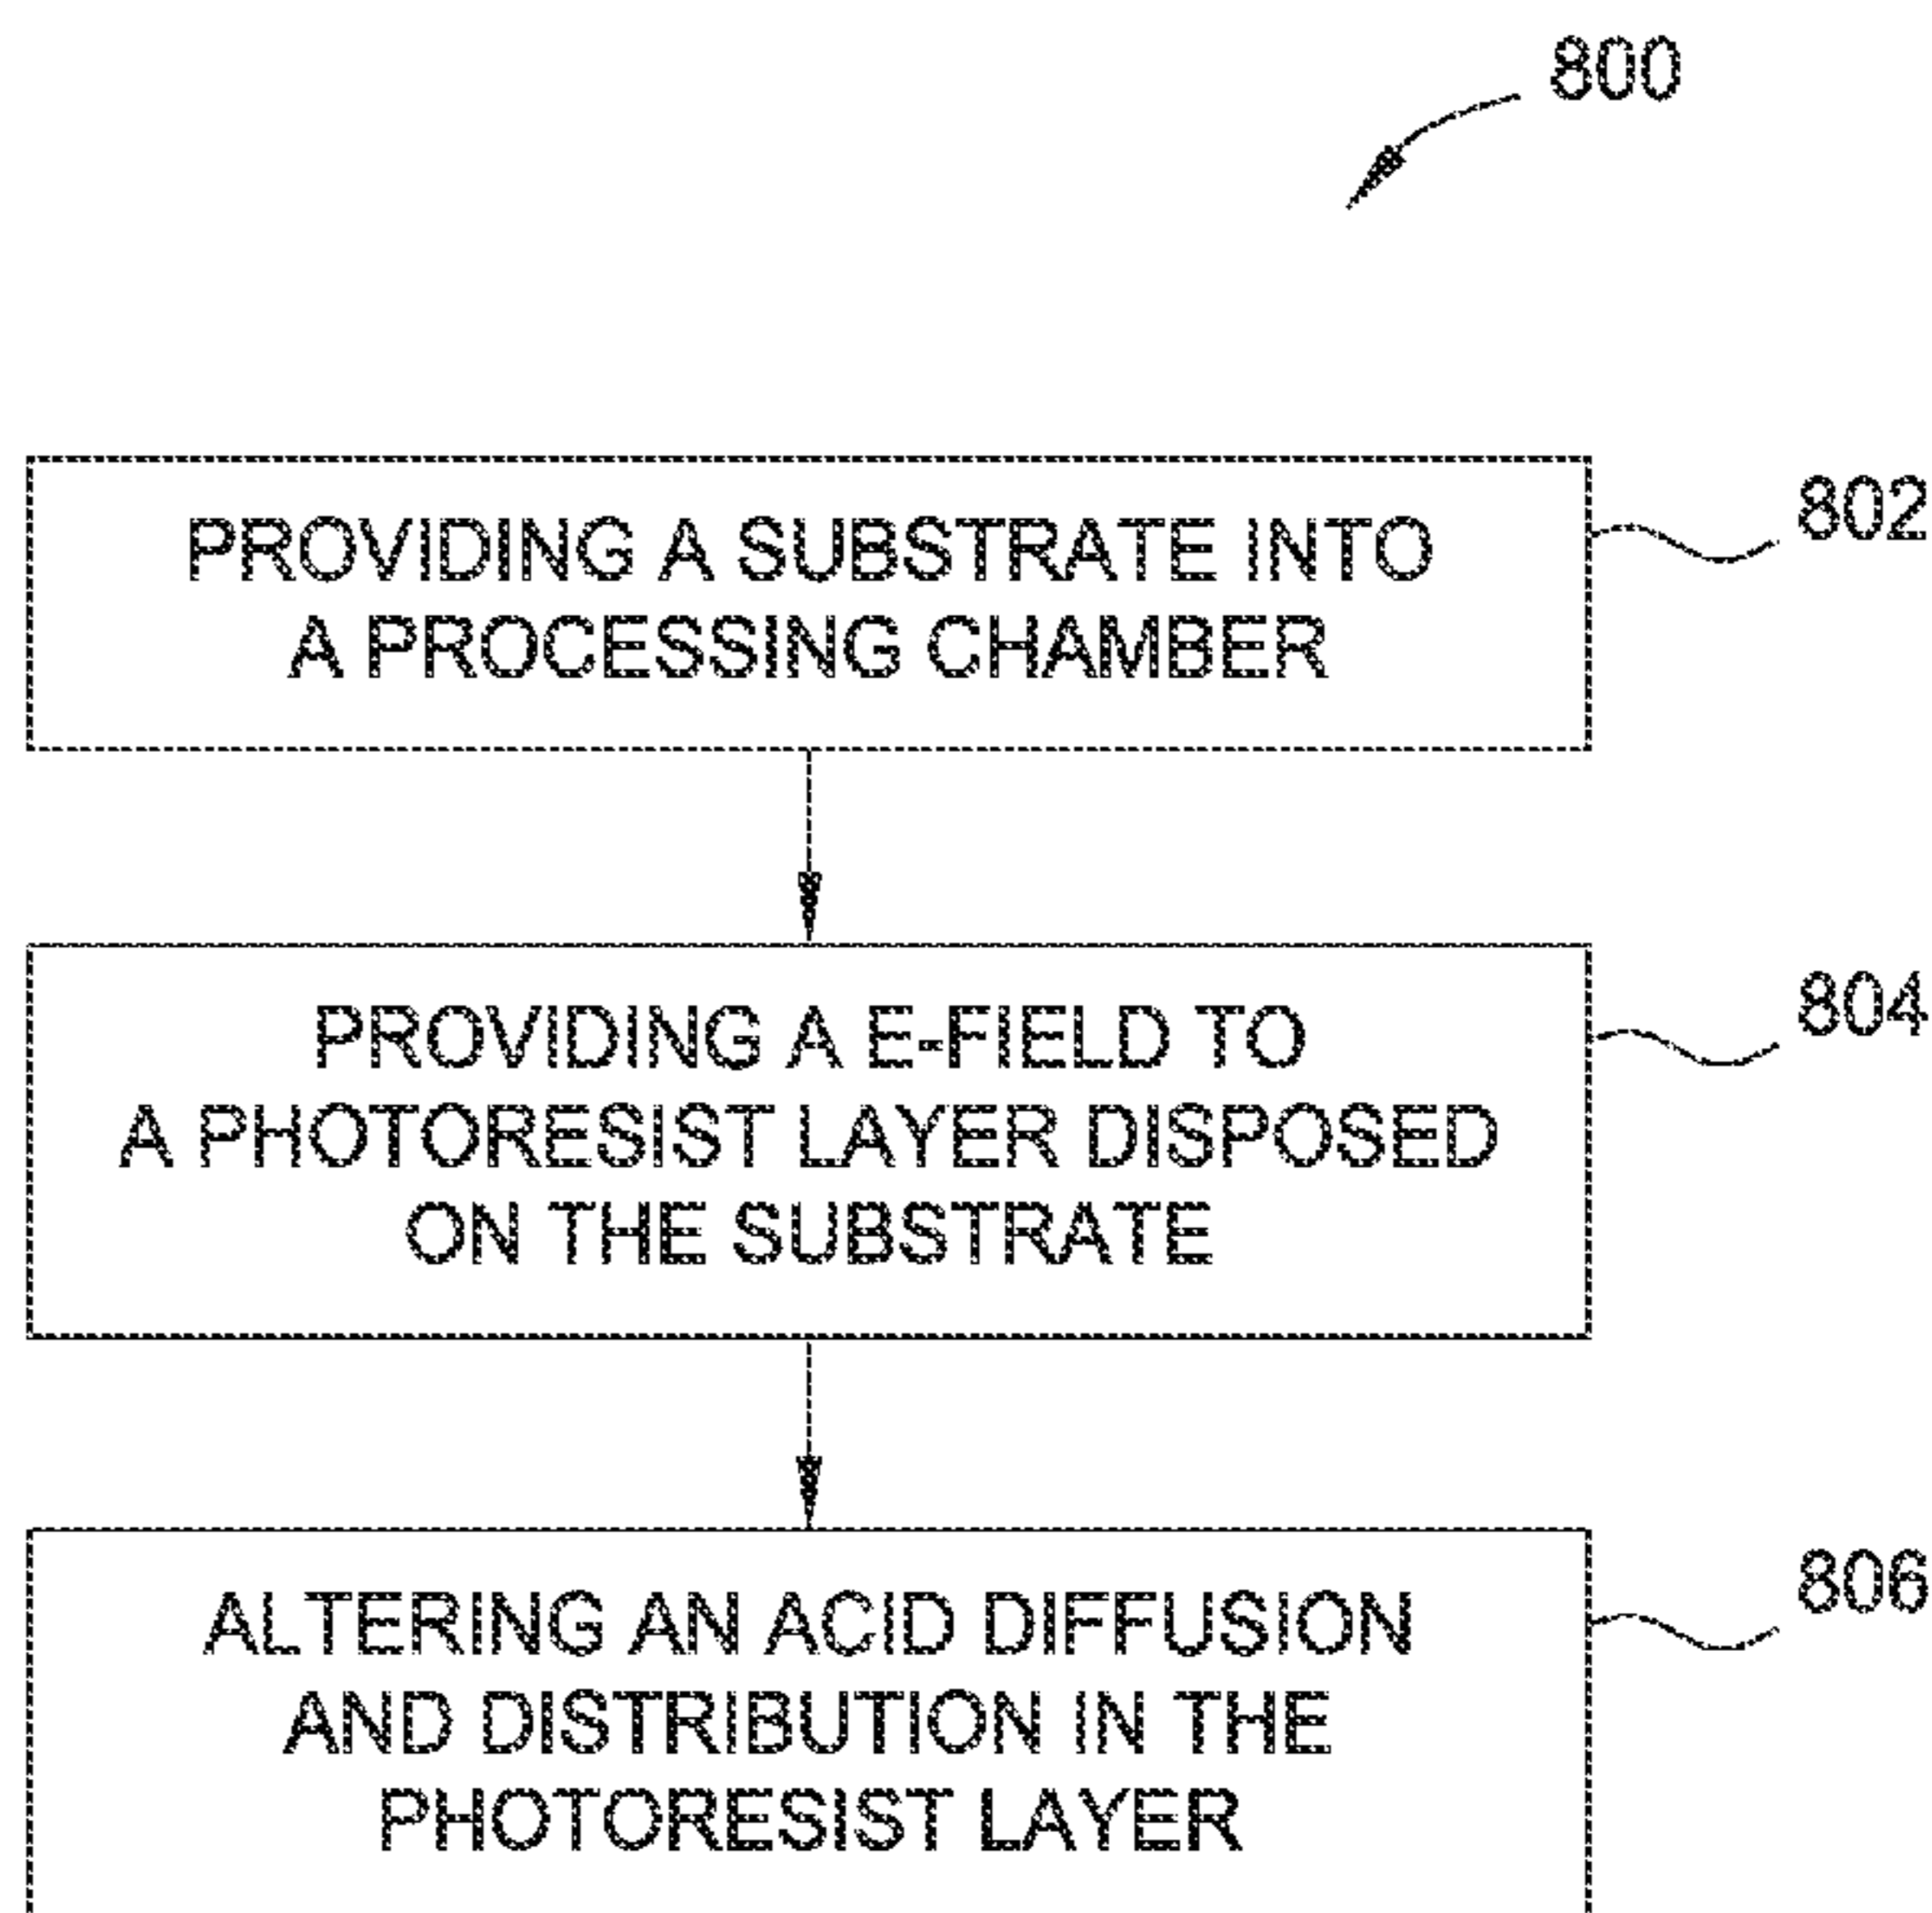 800
PROVIDING A SUBSTRATE INTO
A PROCESSING CHAMBER
802
PROVIDING A E-FIELD TO
A PHOTORESIST LAYER DISPOSED
ON THE SUBSTRATE
804
ALTERING AN ACID DIFFUSION
AND DISTRIBUTION IN THE
PHOTORESIST LAYER
806